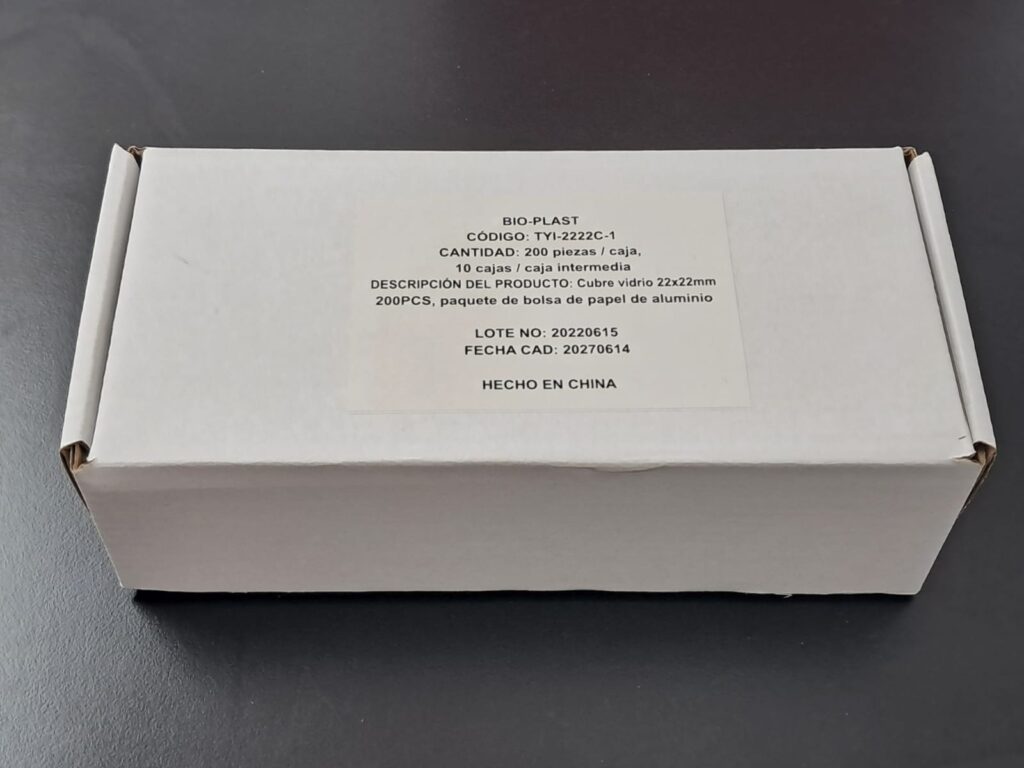 BIO-PLAST
CÓDIGO: TYI-2222C-1
CANTIDAD: 200 piezas / caja,
10 cajas / caja intermedia
DESCRIPCIÓN DEL PRODUCTO: Cubre vidrio 22x22mm
200PCS, paquete de bolsa de papel de aluminio
LOTE NO: 20220615
FECHA CAD: 20270614
HECHO EN CHINA